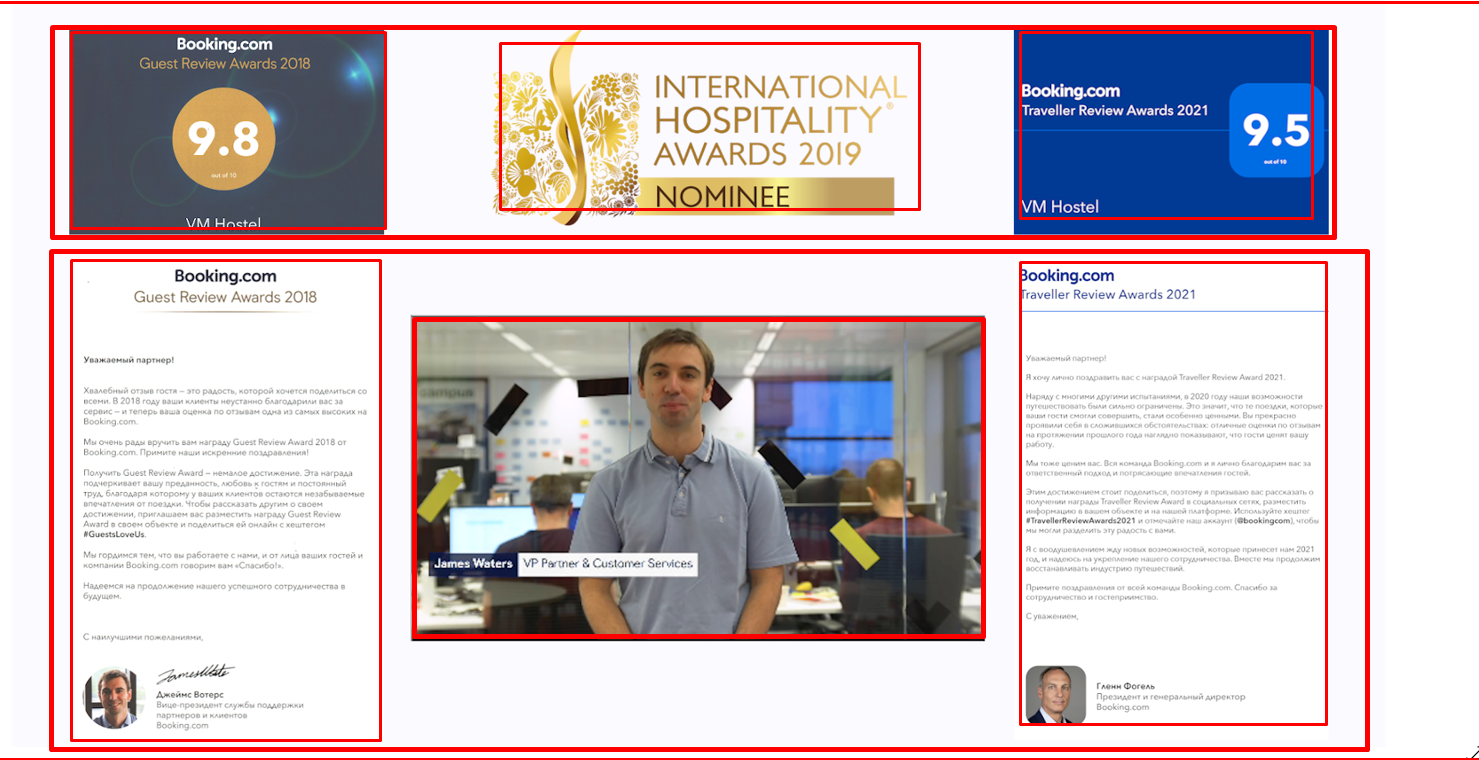 Booking.com
Guest Review Awards 2018
9.8
out of 10
VM Hostel
INTERNATIONAL
HOSPITALITY®
AWARDS 2019
NOMINEE
Booking.com
Traveller Review Awards 2021
9.5
out of 10
VM Hostel
Booking.com
Guest Review Awards 2018
Уважаемый партнер!
Хвалебный отзыв гостя – это радость, которой хочется поделиться со
всеми. В 2018 году ваши клиенты неустанно благодарили вас за
сервис – и теперь ваша оценка по отзывам одна из самых высоких на
Booking.com.
Мы очень рады вручить вам награду Guest Review Award 2018 от
Booking.com. Примите наши искренние поздравления!
Получить Guest Review Award – немалое достижение. Эта награда
подчеркивает вашу преданность, любовь к гостям и постоянный
труд, благодаря которому у ваших клиентов остаются незабываемые
впечатления от поездки. Чтобы рассказать другим о своем
достижении, приглашаем вас разместить награду Guest Review
Award в своем объекте и поделиться ей онлайн с хештегом
#GuestsLoveUs.
Мы гордимся тем, что вы работаете с нами, и от лица ваших гостей и
компании Booking.com говорим вам «Спасибо!».
Надеемся на продолжение нашего успешного сотрудничества в
будущем.
С наилучшими пожеланиями,
Джеймс Вотерс
Вице-президент службы поддержки
партнеров и клиентов
Booking.com
campus
James Waters VP Partner & Customer Services
Booking.com
Traveller Review Awards 2021
Уважаемый партнер!
Я хочу лично поздравить вас с наградой Traveller Review Award 2021.
Наряду с многими другими испытаниями, в 2020 году наши возможности
путешествовать были сильно ограничены. Это значит, что те поездки, которые
ваши гости смогли совершить, стали особенно ценными. Вы прекрасно
проявили себя в сложившихся обстоятельствах: отличные оценки по отзывам
на протяжении прошлого года наглядно показывают, что гости ценят вашу
работу.
Мы тоже ценим вас. Вся команда Booking.com и я лично благодарим вас за
ответственный подход и потрясающие впечатления гостей.
Этим достижением стоит поделиться, поэтому я призываю вас рассказать о
получении награды Traveller Review Award в социальных сетях, разместить
информацию в вашем объекте и на нашей платформе. Используйте хештег
#TravellerReviewAwards2021 и отмечайте наш аккаунт (@bookingcom), чтобы
мы могли разделить эту радость с вами.
Я с воодушевлением жду новых возможностей, которые принесет нам 2021
год, и надеюсь на укрепление нашего сотрудничества. Вместе мы продолжим
восстанавливать индустрию путешествий.
Примите поздравления от всей команды Booking.com. Спасибо за
сотрудничество и гостеприимство.
С уважением,
Гленн Фогель
Президент и генеральный директор
Booking.com